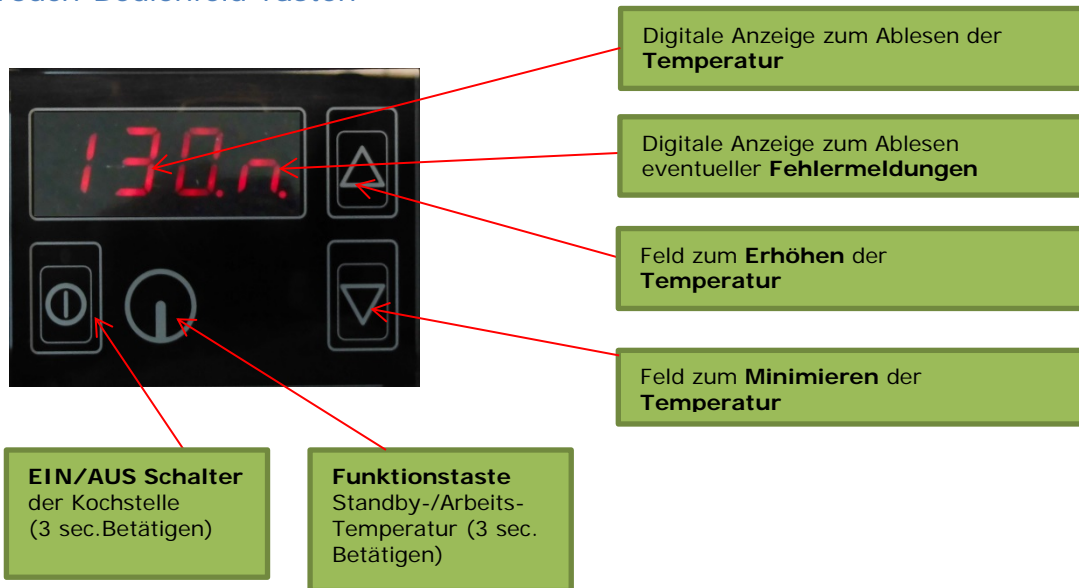 Bedienfeld Tasten
Digitale Anzeige zum Ablesen der
Temperatur
130.n.
Digitale Anzeige zum Ablesen
eventueller Fehlermeldungen
Feld zum Erhöhen der
Temperatur
Feld zum Minimieren der
Temperatur
EIN/AUS Schalter
der Kochstelle
(3 sec.Betätigen)
Funktionstaste
Standby-/Arbeits-
Temperatur (3 sec.
Betätigen)